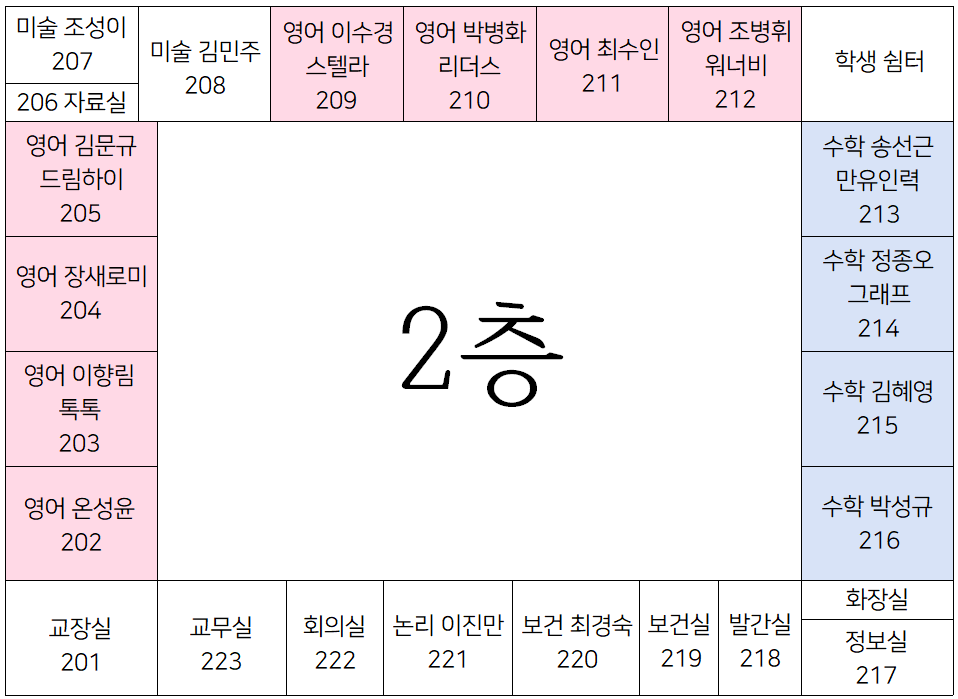 미술 조성이
207
206 자료실
미술 김민주
208
영어 이수경
스텔라
209
영어 박병화
리더스
210
영어 최수인
211
영어 조병휘
워너비
212
학생 쉼터
영어 김문규
드림하이
205
영어 장새로미
204
영어 이향림
톡톡
203
영어 온성윤
202
2층
수학 송선근
만유인력
213
수학 정종오
그래프
214
수학 김혜영
215
수학 박성규
216
교장실
201
교무실
223
회의실
222
논리 이진만
221
보건 최경숙
220
보건실
219
발간실
218
화장실
정보실
217